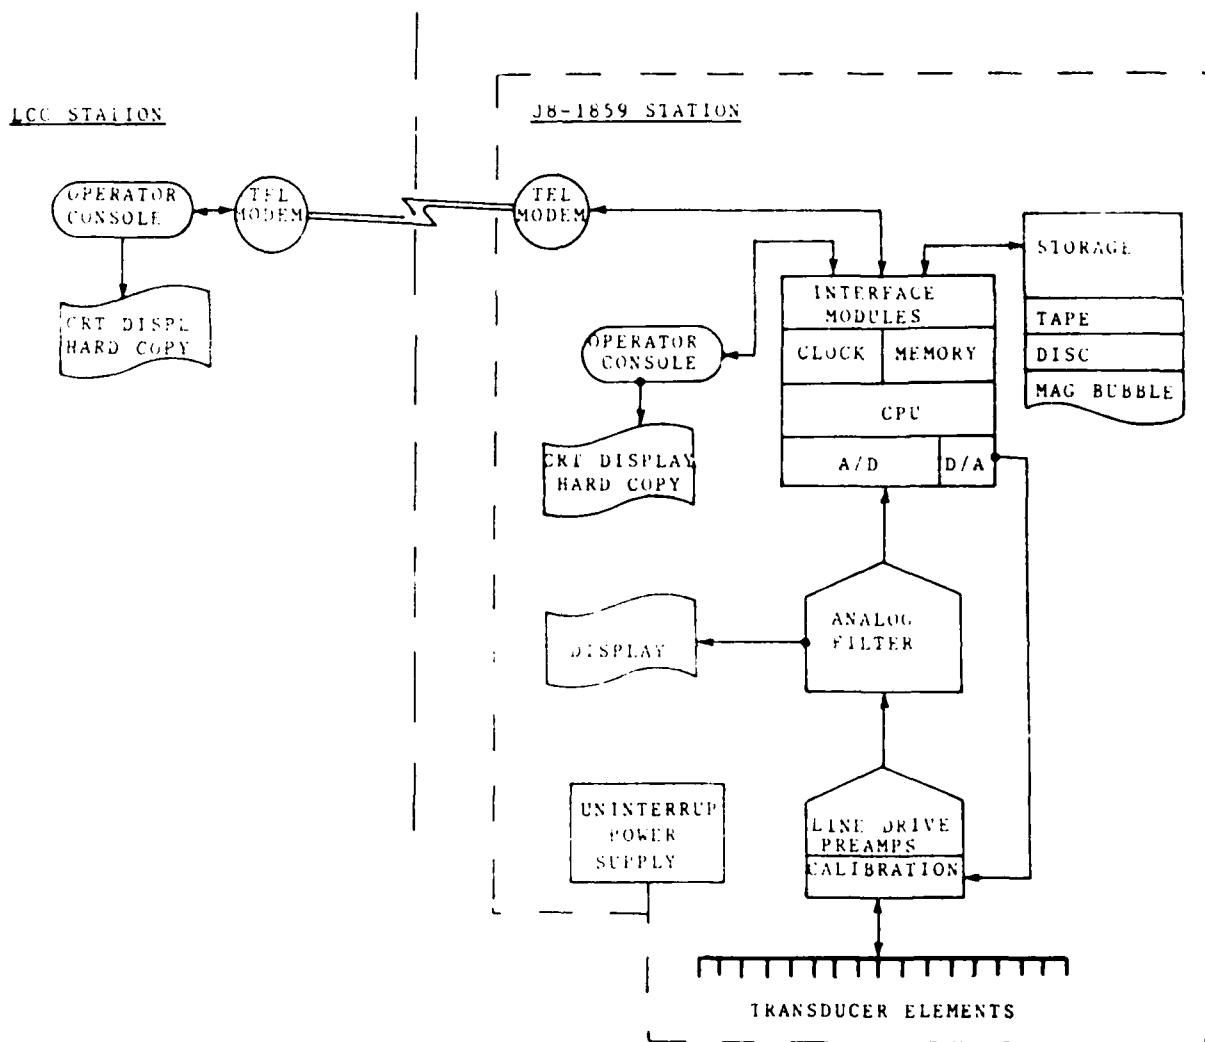 LCC STATION
J8-1859 STATION
OPERATOR
CONSOLE
TEL
MODEM
TEL
MODEM
CRT DISPL
HARD COPY
STORAGE
TAPE
DISC
MAG BUBBLE
INTERFACE
MODULES
CLOCK
MEMORY
CPU
A/D
D/A
OPERATOR
CONSOLE
CRT DISPLAY
HARD COPY
ANALOG
FILTER
DISPLAY
UNINTERRUP
POWER
SUPPLY
LINE DRIVE
PREAMPS
CALIBRATION
TRANSDUCER ELEMENTS